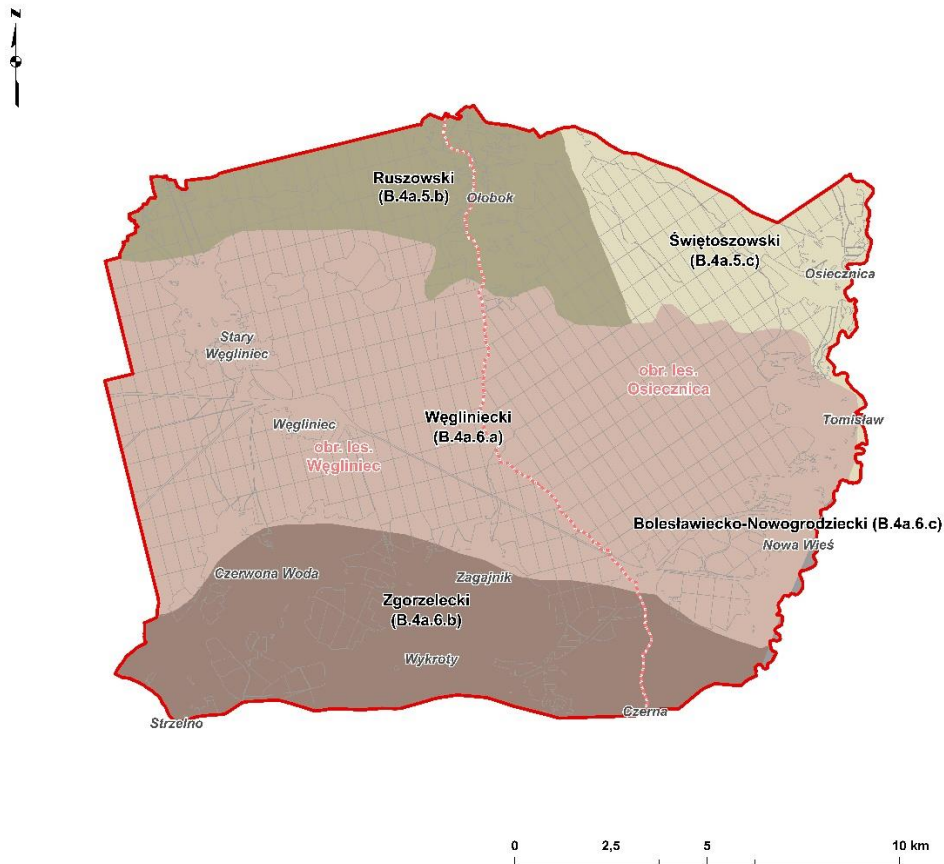 N
Ruszowski
(B.4a.5.b)
Ołobok
Świętoszowski
(B.4a.5.c)
Osiecznica
Stary
Węgliniec
obr. les.
Osiecznica
Węgliniec
Węgliniecki
(B.4a.6.a)
Tomisław
obr. les.
Węgliniec
Bolesławiecko-Nowogrodziecki (B.4a.6.c)
Nowa Wieś
Czerwona Woda
Zagajnik
Zgorzelecki
(B.4a.6.b)
Wykroty
Czerna
Strzelno
0 2,5 5 10 km